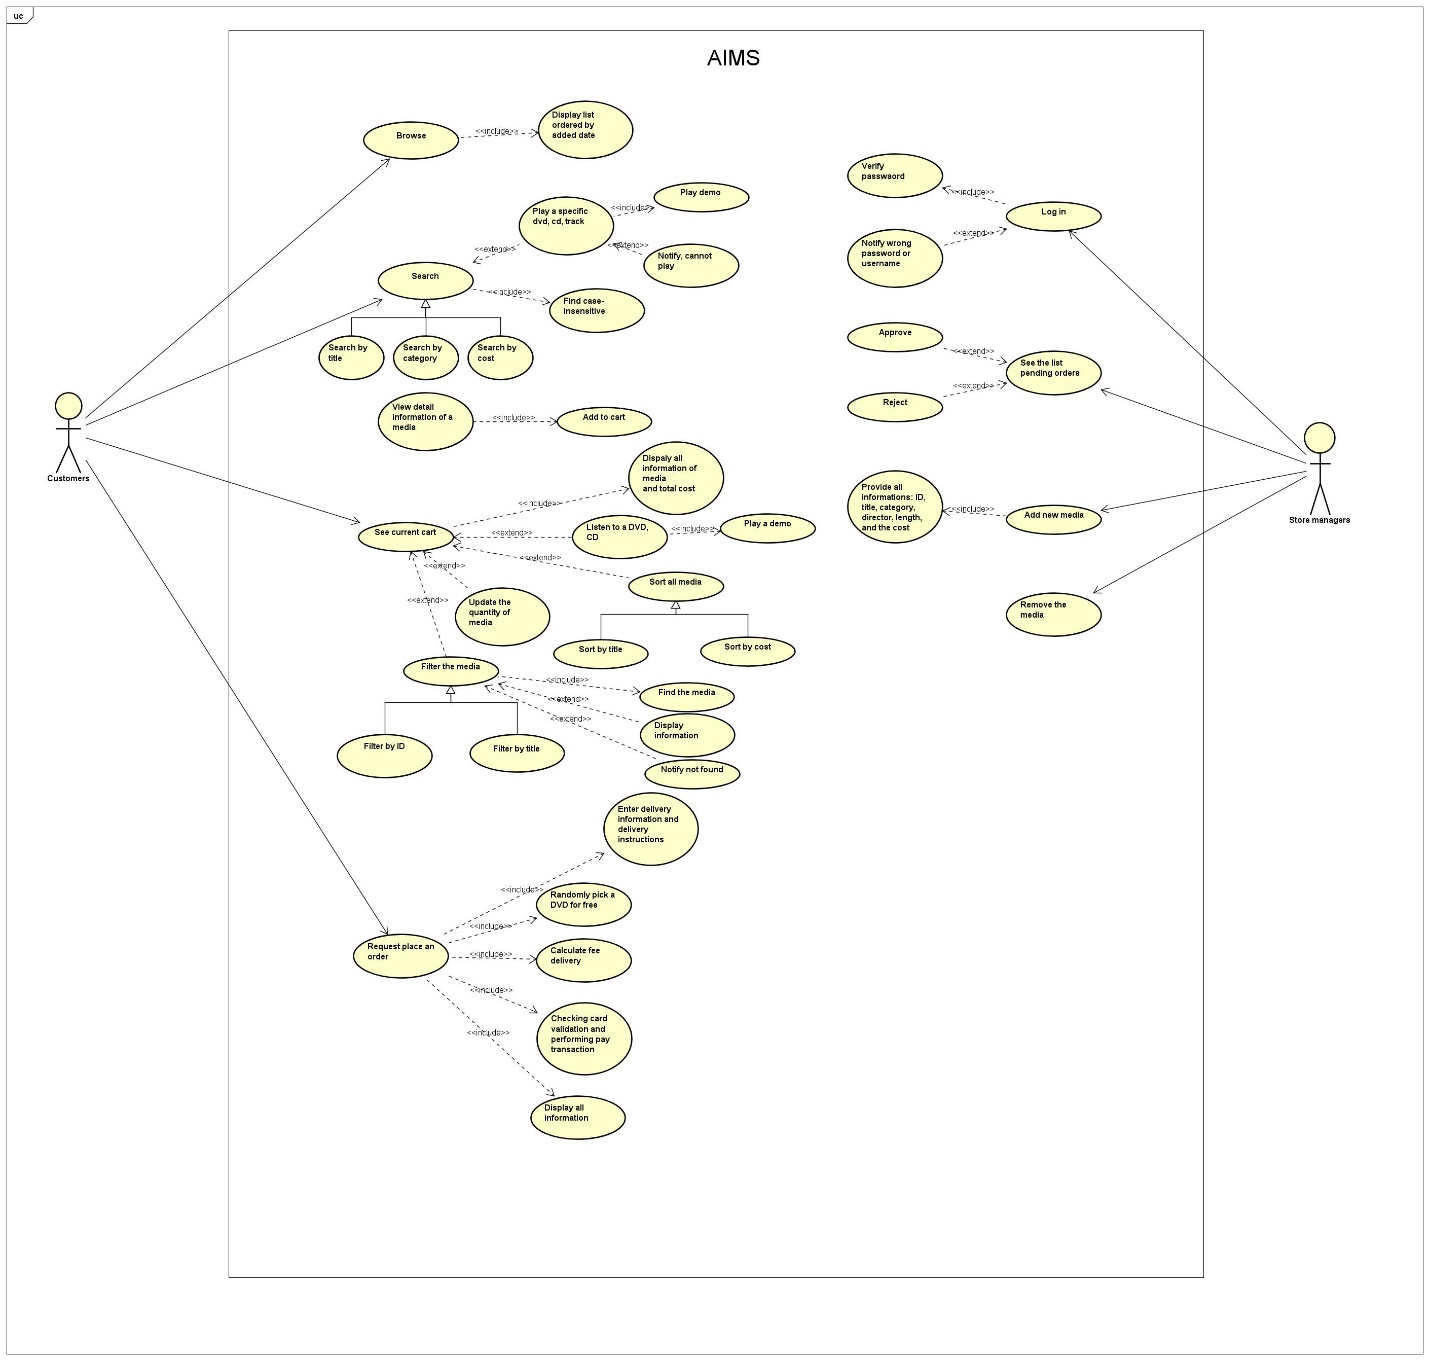 uc
AIMS
Browse
<<include>>
Display list
ordered by
added date
Play a specific
dvd, cd, track
<<include>>
Play demo
<<extend>>
Notify, cannot
play
<<extend>>
Search
<<include>>
Find case-
insensitive
Search by
title
Search by
category
Search by
cost
View detail
information of a
media
<<include>>
Add to cart
Customers
See current cart
<<include>>
Dispaly all
information of
media
and total cost
<<extend>>
Listen to a DVD,
CD
<<include>>
Play a demo
<<extend>>
Sort all media
Sort by title
Sort by cost
<<extend>>
Update the
quantity of
media
<<extend>>
Filter the media
Filter by ID
Filter by title
<<include>>
Find the media
<<extend>>
Display
information
<<extend>>
Notify not found
Request place an
order
<<include>>
Enter delivery
information and
delivery
instructions
<<include>>
Randomly pick a
DVD for free
<<include>>
Calculate fee
delivery
<<include>>
Checking card
validation and
performing pay
transaction
<<include>>
Display all
information
Verify
passwaord
<<include>>
Log in
Notify wrong
password or
username
<<extend>>
Approve
<<extend>>
See the list
pending orders
Reject
<<extend>>
Provide all
informations: ID,
title, category,
director, length,
and the cost
<<include>>
Add new media
Remove the
media
Store managers